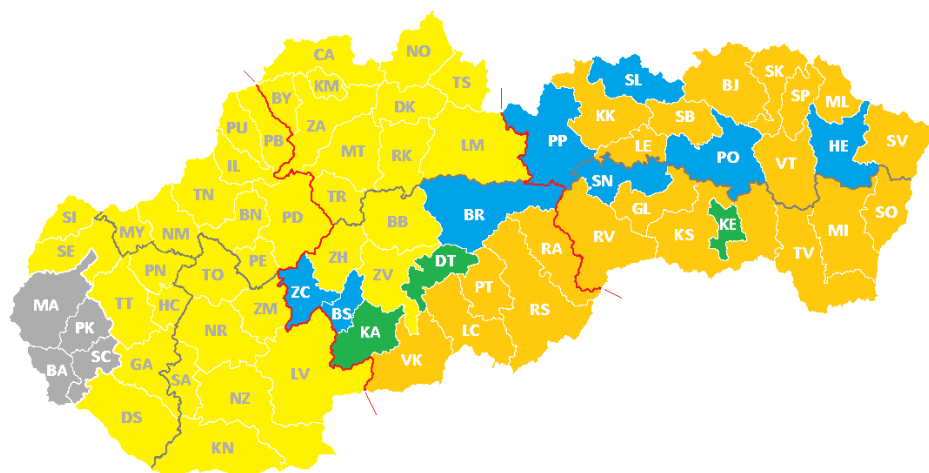 NO
CA
TS
KM
BY
DK
PU
ZA
PB
MT
RK
LM
IL
TN
TR
BN
PD
BB
SI
MY
NM
SE
PE
ZH
PN
TO
ZV
MA
TT
HC
ZM
ZC
BS
PK
NR
KA
DT
BR
SC
BA
GA
SA
LV
NZ
DS
KN
SL
BJ
SK
SP
ML
KK
SB
PP
LE
PO
VT
HE
SV
SN
GL
KE
SO
RV
KS
RA
TV
MI
PT
RS
LC
VK